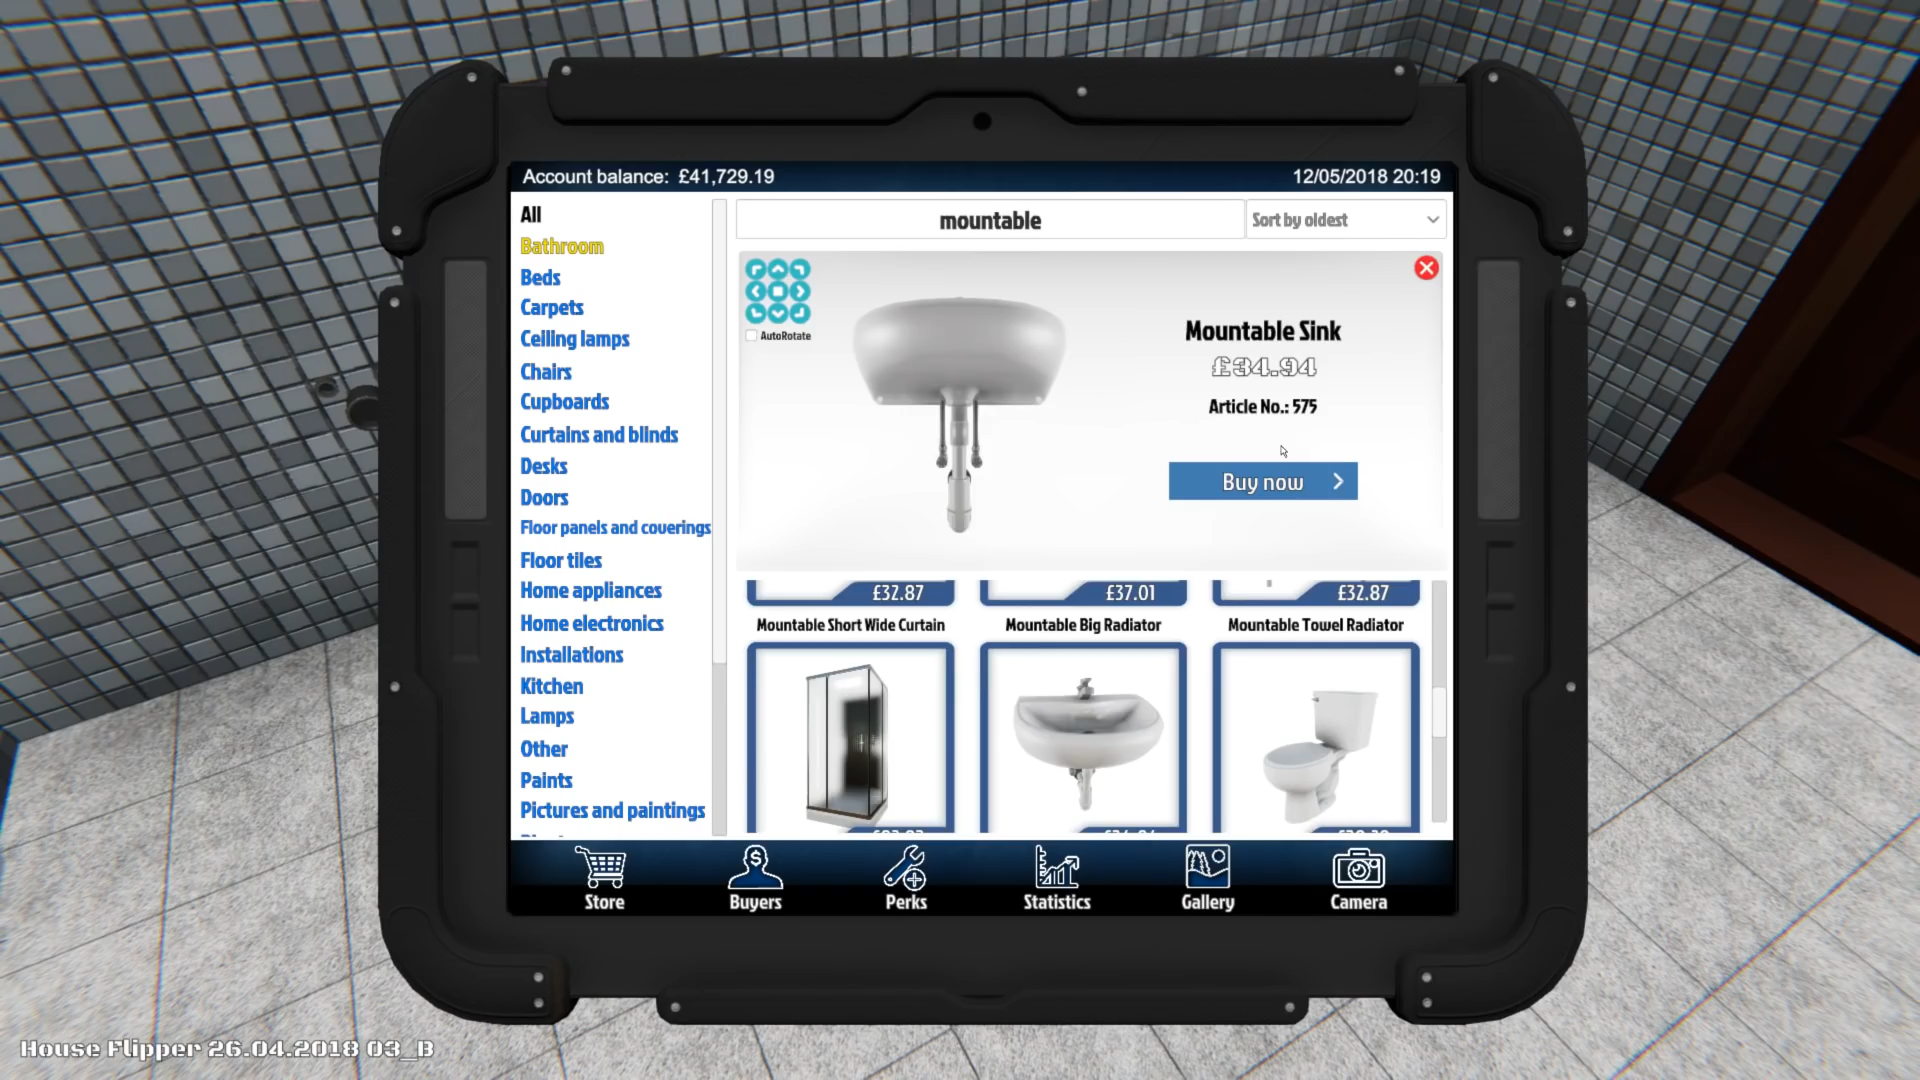 Account balance: £41,729.19
12/05/2018 20:19
All
Bathroom
Beds
Carpets
Ceiling lamps
Chairs
Cupboards
Curtains and blinds
Desks
Doors
Floor panels and coverings
Floor tiles
Home appliances
Home electronics
Installations
Kitchen
Lamps
Other
Paints
Pictures and paintings
mountable
Sort by oldest
AutoRotate
Mountable Sink
£34.94
Article No.: 575
Buy now
£32.87
£37.01
£32.87
Mountable Short Wide Curtain
Mountable Big Radiator
Mountable Towel Radiator
Store
Buyers
Perks
Statistics
Gallery
Camera
House Flipper 26.04.2018 03_B